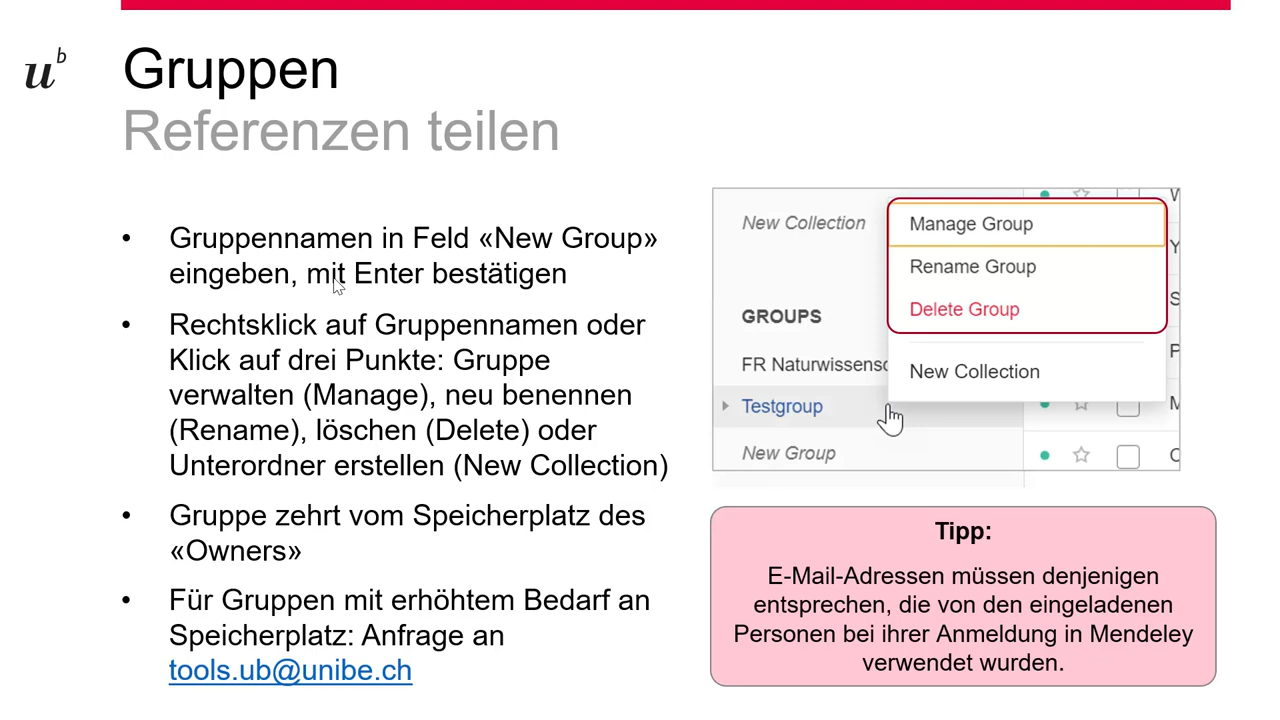 u b
Gruppen
Referenzen teilen
• Gruppennamen in Feld «New Group»
eingeben, mit Enter bestätigen
• Rechtsklick auf Gruppennamen oder
Klick auf drei Punkte: Gruppe
verwalten (Manage), neu benennen
(Rename), löschen (Delete) oder
Unterordner erstellen (New Collection)
• Gruppe zehrt vom Speicherplatz des
«Owners»
• Für Gruppen mit erhöhtem Bedarf an
Speicherplatz: Anfrage an
tools.ub@unibe.ch
New Collection
GROUPS
FR Naturwissens
Testgroup
New Group
Manage Group
Rename Group
Delete Group
New Collection
Y
S
P
M
Tipp:
E-Mail-Adressen müssen denjenigen
entsprechen, die von den eingeladenen
Personen bei ihrer Anmeldung in Mendeley
verwendet wurden.